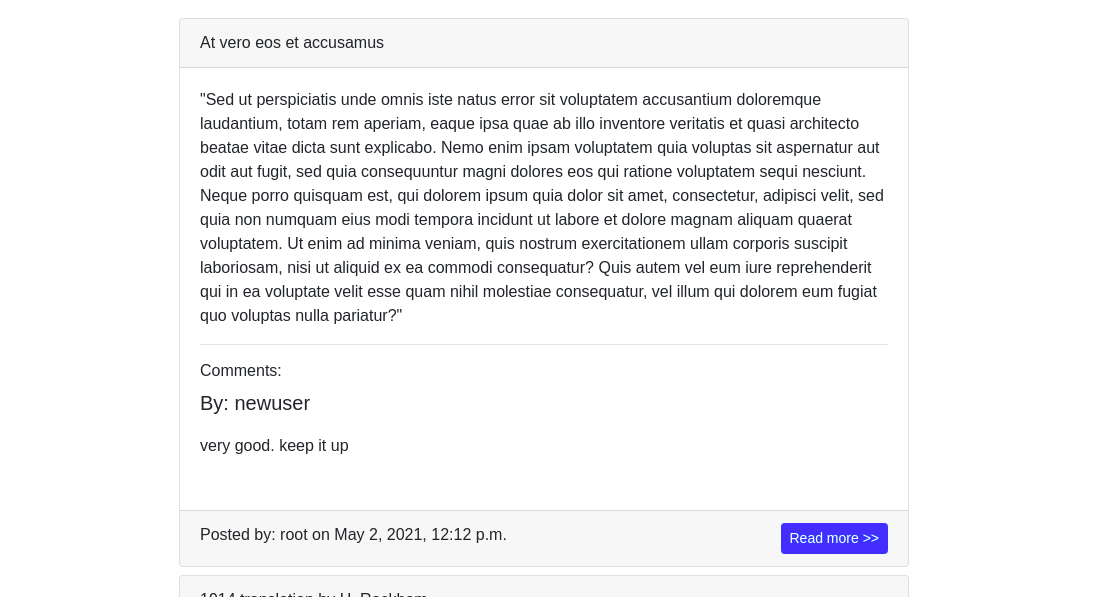 At vero eos et accusamus
"Sed ut perspiciatis unde omnis iste natus error sit voluptatem accusantium doloremque
laudantium, totam rem aperiam, eaque ipsa quae ab illo inventore veritatis et quasi architecto
beatae vitae dicta sunt explicabo. Nemo enim ipsam voluptatem quia voluptas sit aspernatur aut
odit aut fugit, sed quia consequuntur magni dolores eos qui ratione voluptatem sequi nesciunt.
Neque porro quisquam est, qui dolorem ipsum quia dolor sit amet, consectetur, adipisci velit, sed
quia non numquam eius modi tempora incidunt ut labore et dolore magnam aliquam quaerat
voluptatem. Ut enim ad minima veniam, quis nostrum exercitationem ullam corporis suscipit
laboriosam, nisi ut aliquid ex ea commodi consequatur? Quis autem vel eum iure reprehenderit
qui in ea voluptate velit esse quam nihil molestiae consequatur, vel illum qui dolorem eum fugiat
quo voluptas nulla pariatur?"
Comments:
By: newuser
very good. keep it up
Posted by: root on May 2, 2021, 12:12 p.m.
Read more >>
1914 translation by H. Rackham